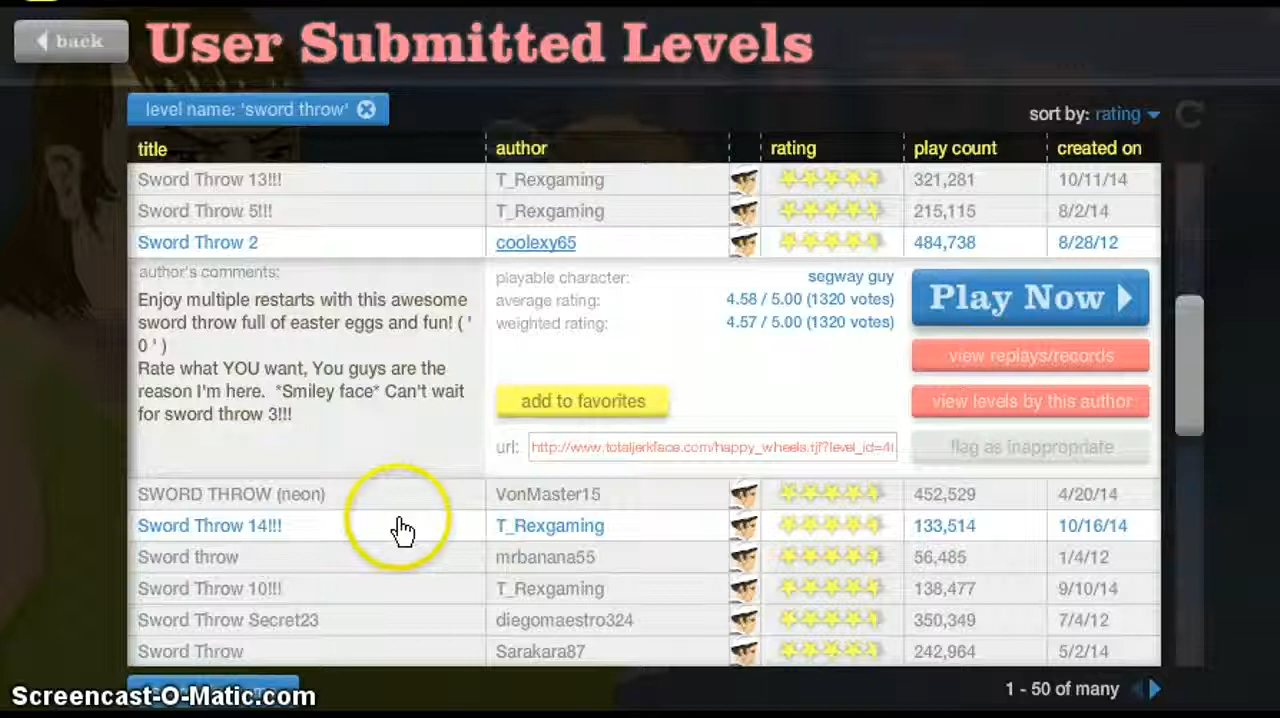 back
User Submitted Levels
level name: 'sword throw'
sort by: rating
title author rating play count created on
Sword Throw 13!!! T_Rexgaming 321,281 10/11/14
Sword Throw 5!!! T_Rexgaming 215,115 8/2/14
Sword Throw 2 coolexy65 484,738 8/28/12
author's comments:
Enjoy multiple restarts with this awesome
sword throw full of easter eggs and fun! ( '
0 ' )
Rate what YOU want, You guys are the
reason I'm here. *Smiley face* Can't wait
for sword throw 3!!!
playable character: segway guy
average rating: 4.58 / 5.00 (1320 votes)
weighted rating: 4.57 / 5.00 (1320 votes)
add to favorites
url: http://www.totaljerkface.com/happy_wheels.tjf?level_id=4
Play Now
view replays/records
view levels by this author
flag as inappropriate
SWORD THROW (neon) VonMaster15 452,529 4/20/14
Sword Throw 14!!! T_Rexgaming 133,514 10/16/14
Sword throw mrbanana55 56,485 1/4/12
Sword Throw 10!!! T_Rexgaming 138,477 9/10/14
Sword Throw Secret23 diegomaestro324 350,349 7/4/12
Sword Throw Sarakara87 242,964 5/2/14
1 - 50 of many
Screencast-O-Matic.com